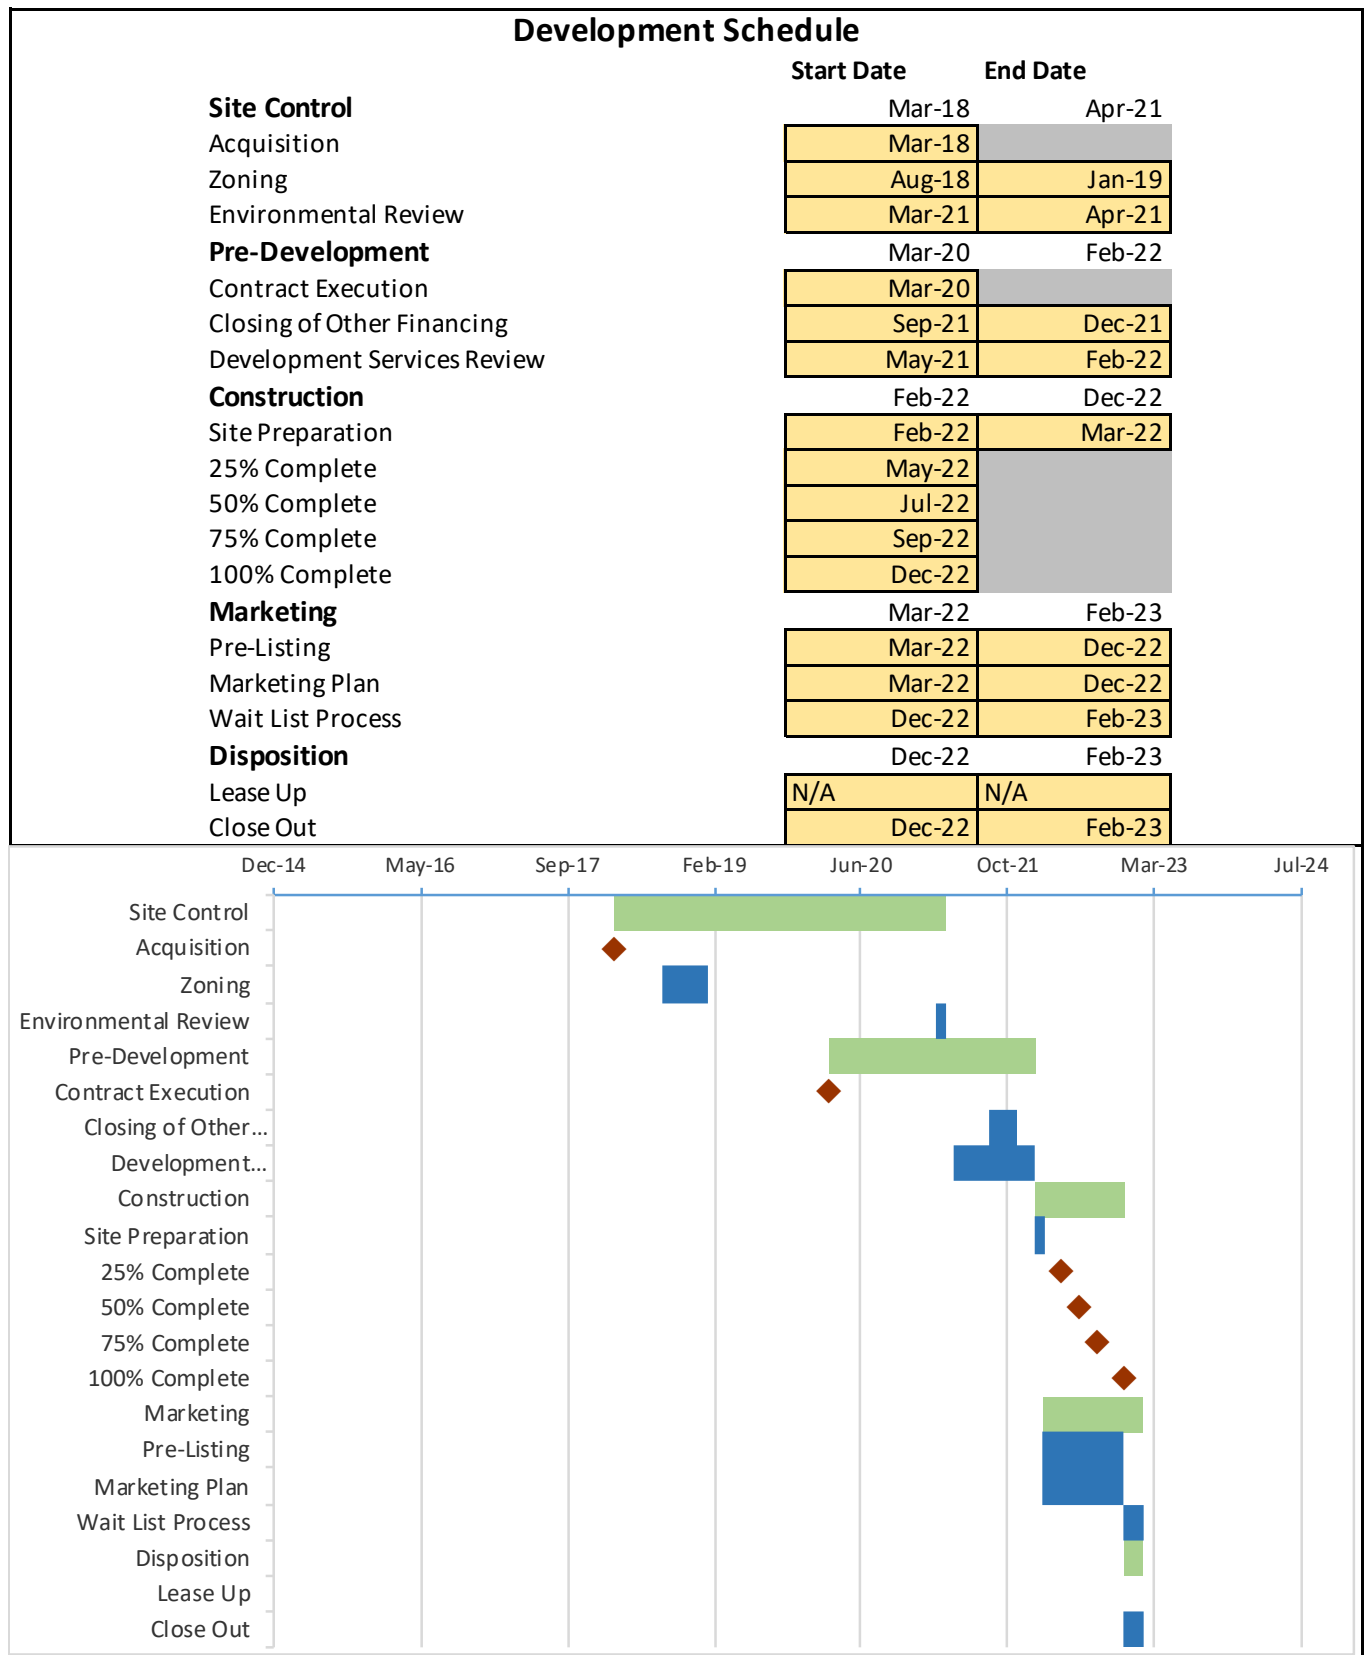 Development Schedule
Start Date End Date
Site Control Mar-18 Apr-21
Acquisition Mar-18
Zoning Aug-18 Jan-19
Environmental Review Mar-21 Apr-21
Pre-Development Mar-20 Feb-22
Contract Execution Mar-20
Closing of Other Financing Sep-21 Dec-21
Development Services Review May-21 Feb-22
Construction Feb-22 Dec-22
Site Preparation Feb-22 Mar-22
25% Complete May-22
50% Complete Jul-22
75% Complete Sep-22
100% Complete Dec-22
Marketing Mar-22 Feb-23
Pre-Listing Mar-22 Dec-22
Marketing Plan Mar-22 Dec-22
Wait List Process Dec-22 Feb-23
Disposition Dec-22 Feb-23
Lease Up N/A N/A
Close Out Dec-22 Feb-23
Dec-14 May-16 Sep-17 Feb-19 Jun-20 Oct-21 Mar-23 Jul-24
Site Control
Acquisition
Zoning
Environmental Review
Pre-Development
Contract Execution
Closing of Other...
Development...
Construction
Site Preparation
25% Complete
50% Complete
75% Complete
100% Complete
Marketing
Pre-Listing
Marketing Plan
Wait List Process
Disposition
Lease Up
Close Out